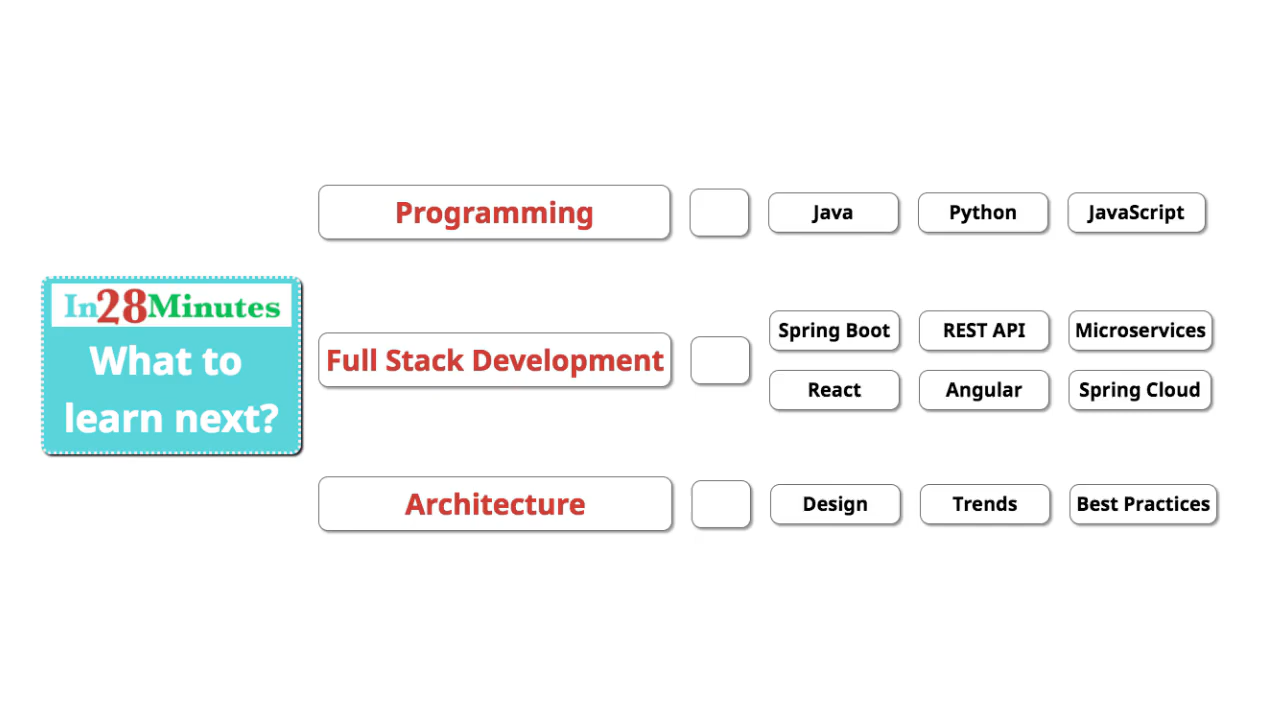 Programming
Java
Python
JavaScript
In28Minutes
What to
learn next?
Full Stack Development
Spring Boot
REST API
Microservices
React
Angular
Spring Cloud
Architecture
Design
Trends
Best Practices